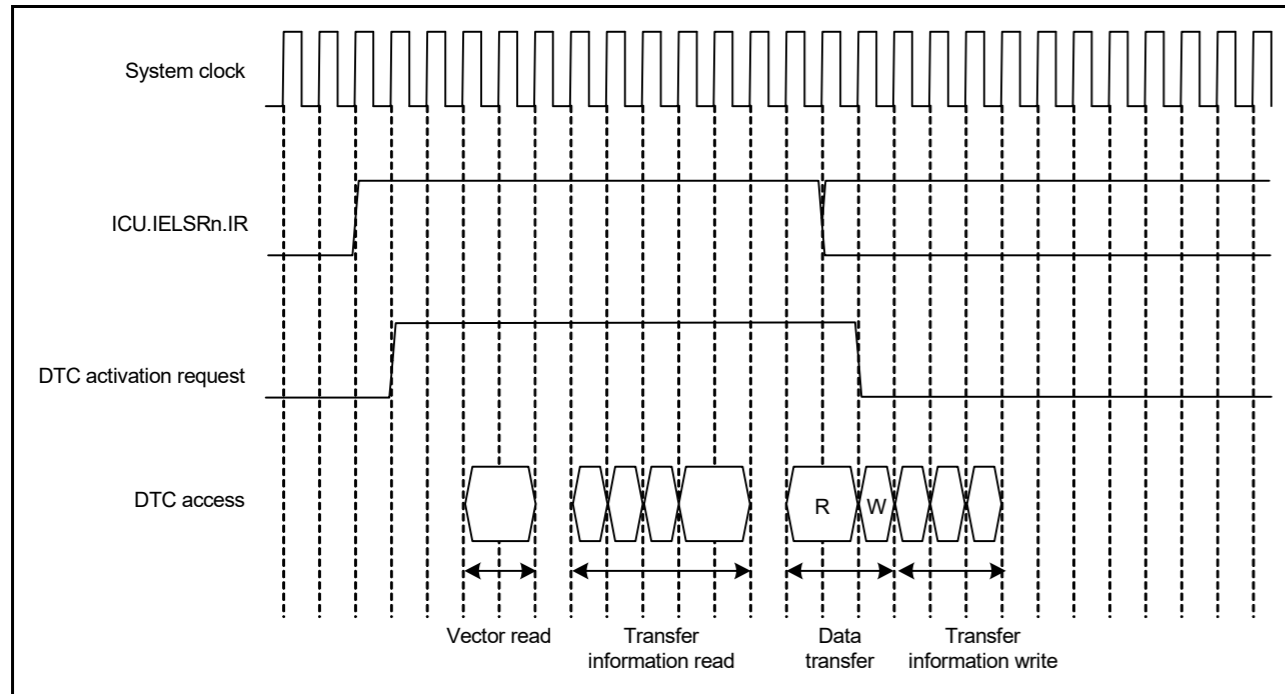 System clock
ICU.IELSRn.IR
DTC activation request
DTC access
R
W
Vector read
Transfer
information read
Data
transfer
Transfer
information write